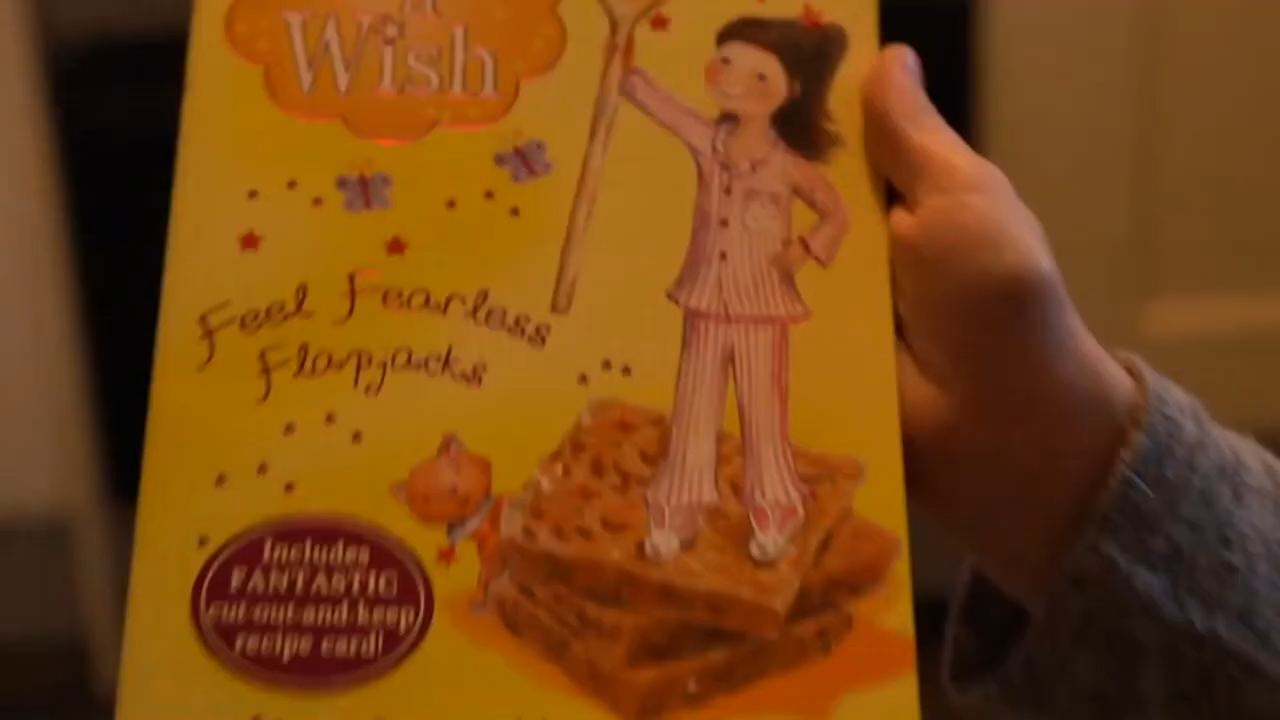 Wish
Feel Fearless
Flapjacks
Includes
FANTASTIC
cut-out-and-keep
recipe card!